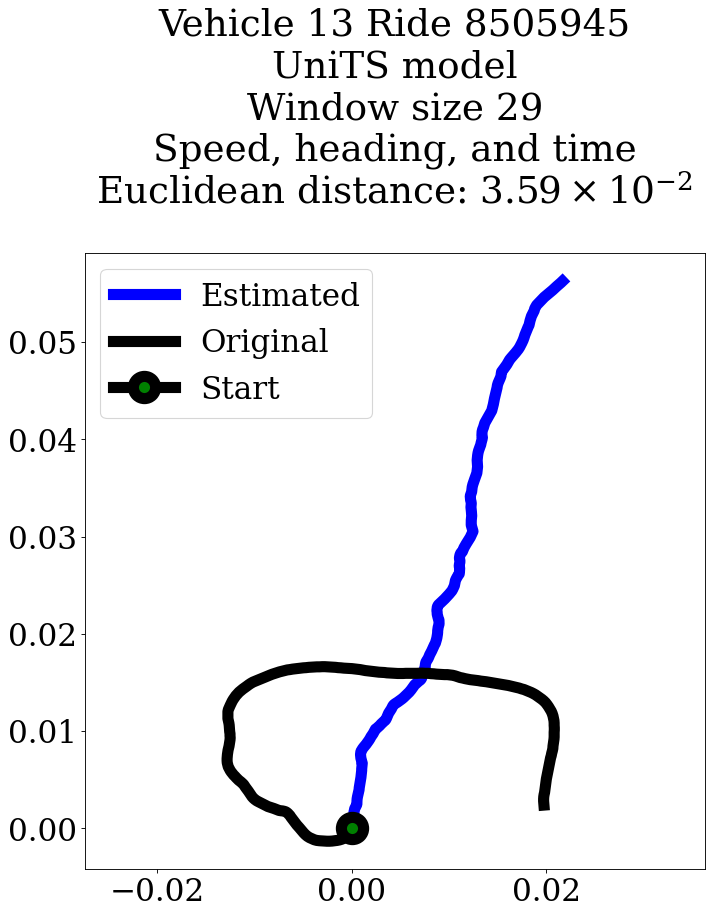 Vehicle 13 Ride 8505945
UniTS model
Window size 29
Speed, heading, and time
Euclidean distance: 3.59 × 10⁻²
Estimated
Original
Start
0.05
0.04
0.03
0.02
0.01
0.00
−0.02 0.00 0.02